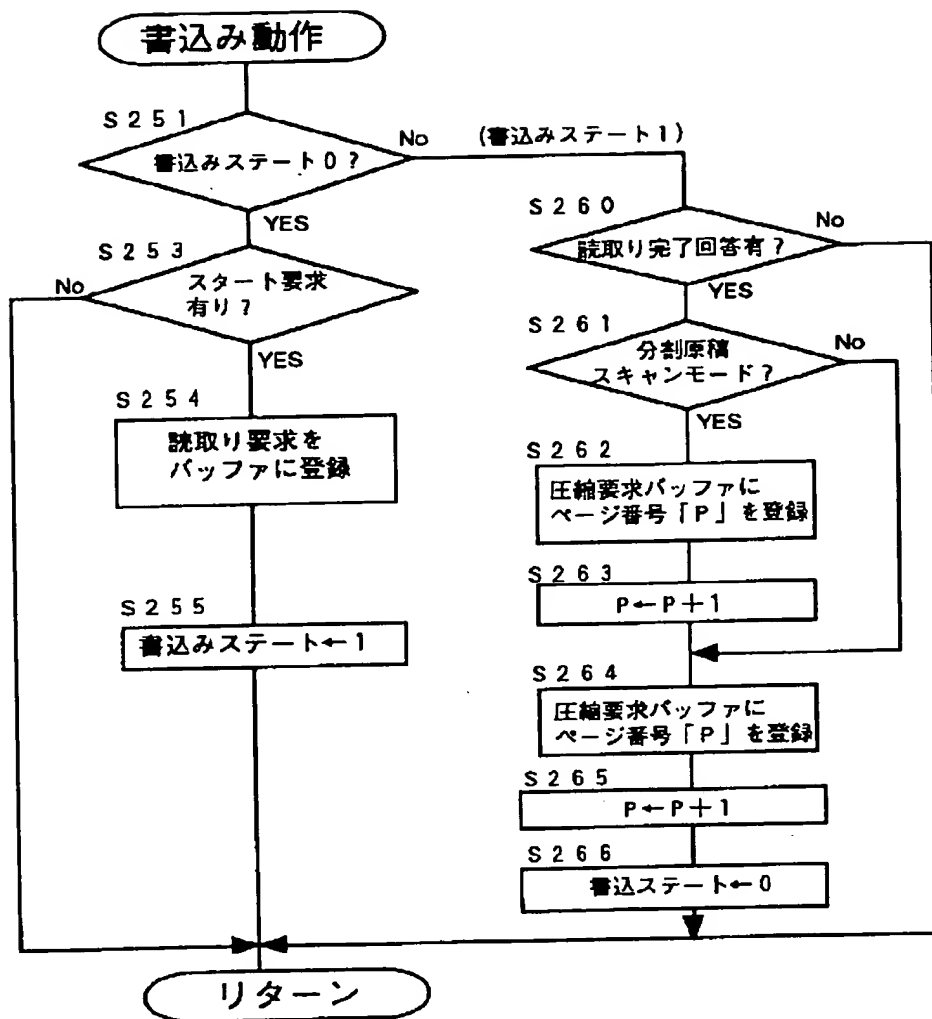 書込み動作
S251
書込みステート0?
No
(書込みステート1)
YES
S253
No
スタート要求
有り?
YES
S254
読取り要求を
バッファに登録
S255
書込みステート←1
S260
No
読取り完了回答有?
YES
S261
No
分割原稿
スキャンモード?
YES
S262
圧縮要求バッファに
ページ番号「P」を登録
S263
P←P+1
S264
圧縮要求バッファに
ページ番号「P」を登録
S265
P←P+1
S266
書込ステート←0
リターン